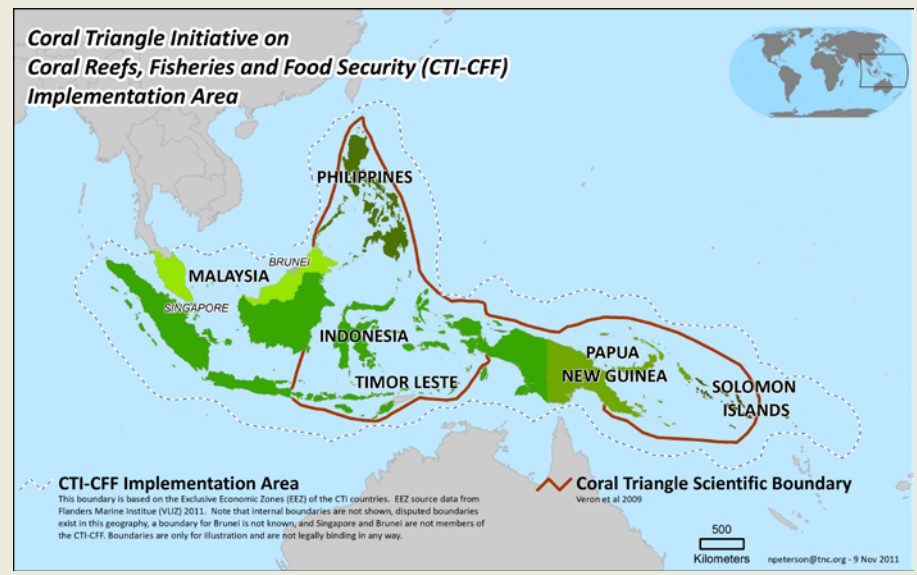 Coral Triangle Initiative on
Coral Reefs, Fisheries and Food Security (CTI-CFF)
Implementation Area
PHILIPPINES
BRUNEI
MALAYSIA
SINGAPORE
INDONESIA
PAPUA
NEW GUINEA
TIMOR LESTE
SOLOMON
ISLANDS
CTI-CFF Implementation Area
This boundary is based on the Exclusive Economic Zones (EEZ) of the CTI countries. EEZ source data from
Flanders Marine Institue (VLIZ) 2011. Note that internal boundaries are not shown, disputed boundaries
exist in this geography, a boundary for Brunei is not known, and Singapore and Brunei are not members of
the CTI-CFF. Boundaries are only for illustration and are not legally binding in any way.
Coral Triangle Scientific Boundary
Veron et al 2009
500
Kilometers
npeterson@tnc.org - 9 Nov 2011